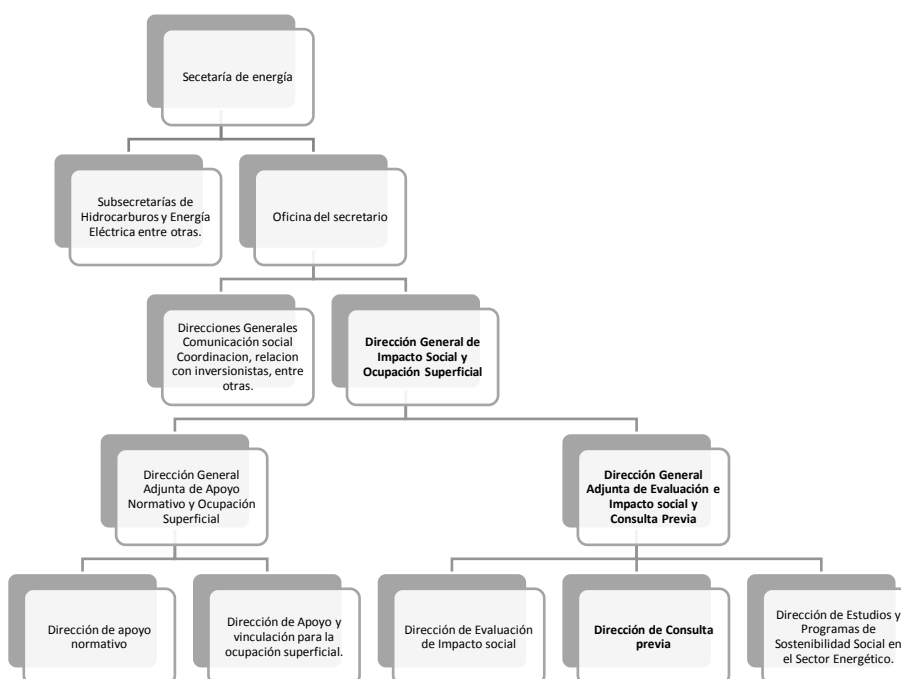 Secetaría de energía
Subsecretarías de
Hidrocarburos y Energía
Eléctrica entre otras.
Oficina del secretario
Direcciones Generales
Comunicación social
Coordinacion, relacion
con inversionistas, entre
otras.
Dirección General de
Impacto Social y
Ocupación Superficial
Dirección General
Adjunta de Apoyo
Normativo y Ocupación
Superficial
Dirección General
Adjunta de Evaluación e
Impacto social y
Consulta Previa
Dirección de apoyo
normativo
Dirección de Apoyo y
vinculación para la
ocupación superficial.
Dirección de Evaluación
de Impacto social
Dirección de Consulta
previa
Dirección de Estudios y
Programas de
Sostenibilidad Social en
el Sector Energético.